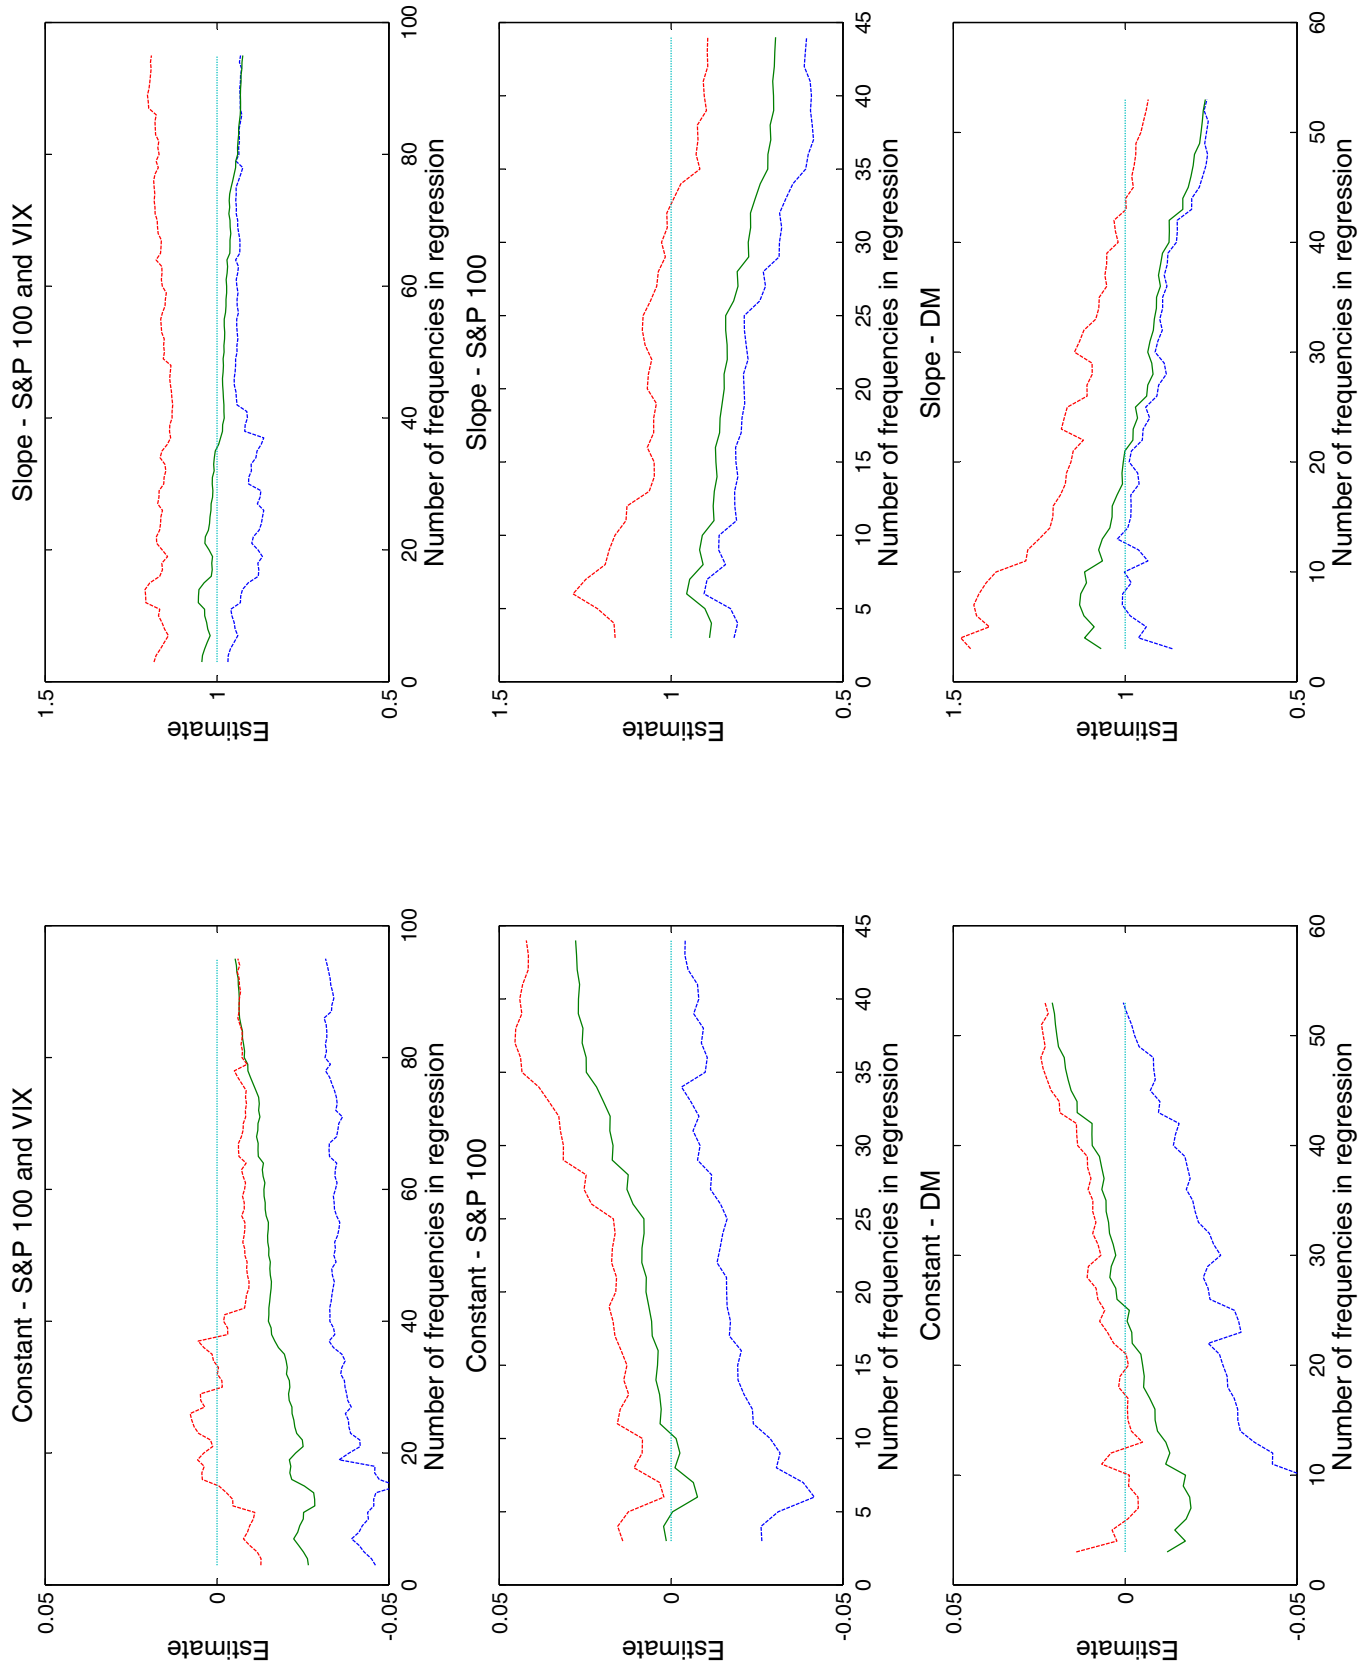 Constant - S&P 100 and VIX
0.05
0
-0.05
Estimate
0 20 40 60 80 100
Number of frequencies in regression
Slope - S&P 100 and VIX
1.5
1
0.5
Estimate
0 20 40 60 80 100
Number of frequencies in regression
Constant - S&P 100
0.05
0
-0.05
Estimate
0 5 10 15 20 25 30 35 40 45
Number of frequencies in regression
Slope - S&P 100
1.5
1
0.5
Estimate
0 5 10 15 20 25 30 35 40 45
Number of frequencies in regression
Constant - DM
0.05
0
-0.05
Estimate
0 10 20 30 40 50 60
Number of frequencies in regression
Slope - DM
1.5
1
0.5
Estimate
0 10 20 30 40 50 60
Number of frequencies in regression